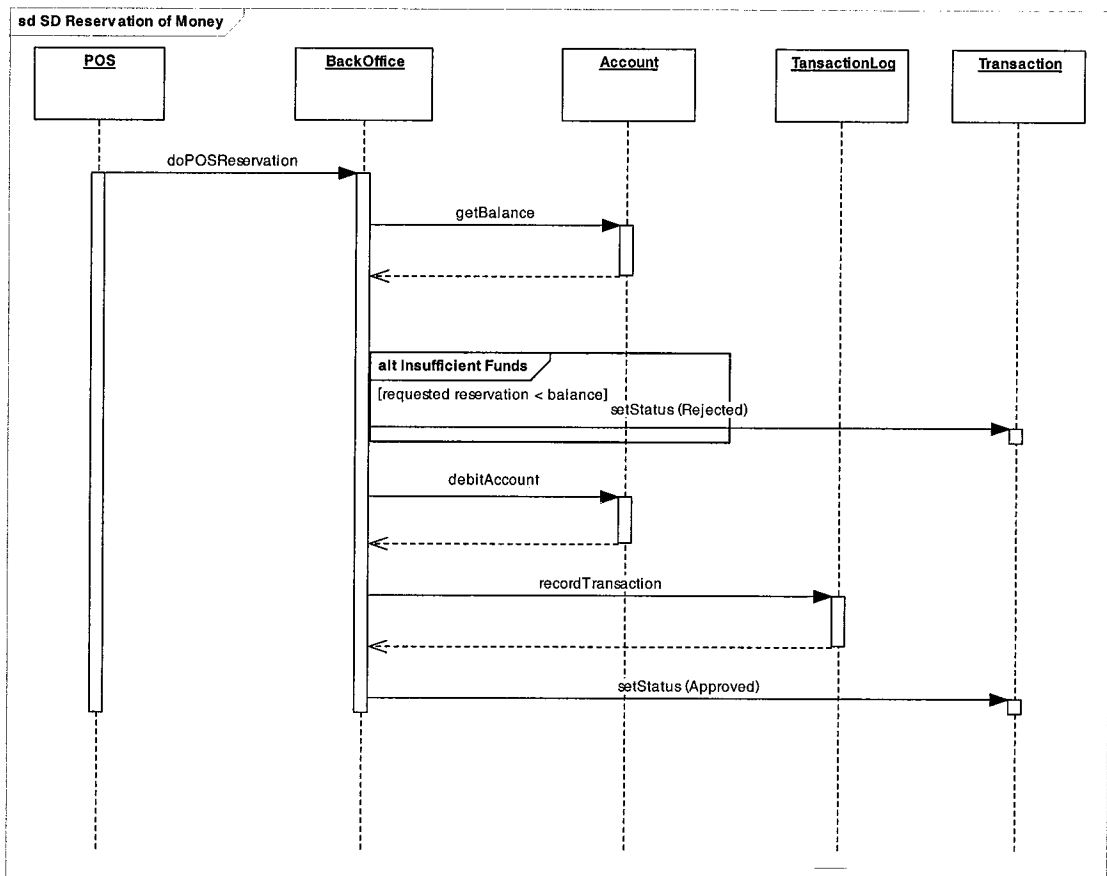 sd SD Reservation of Money
POS
BackOffice
Account
TansactionLog
Transaction
doPOSReservation
getBalance
alt Insufficient Funds
[requested reservation < balance]
setStatus (Rejected)
debitAccount
recordTransaction
setStatus (Approved)